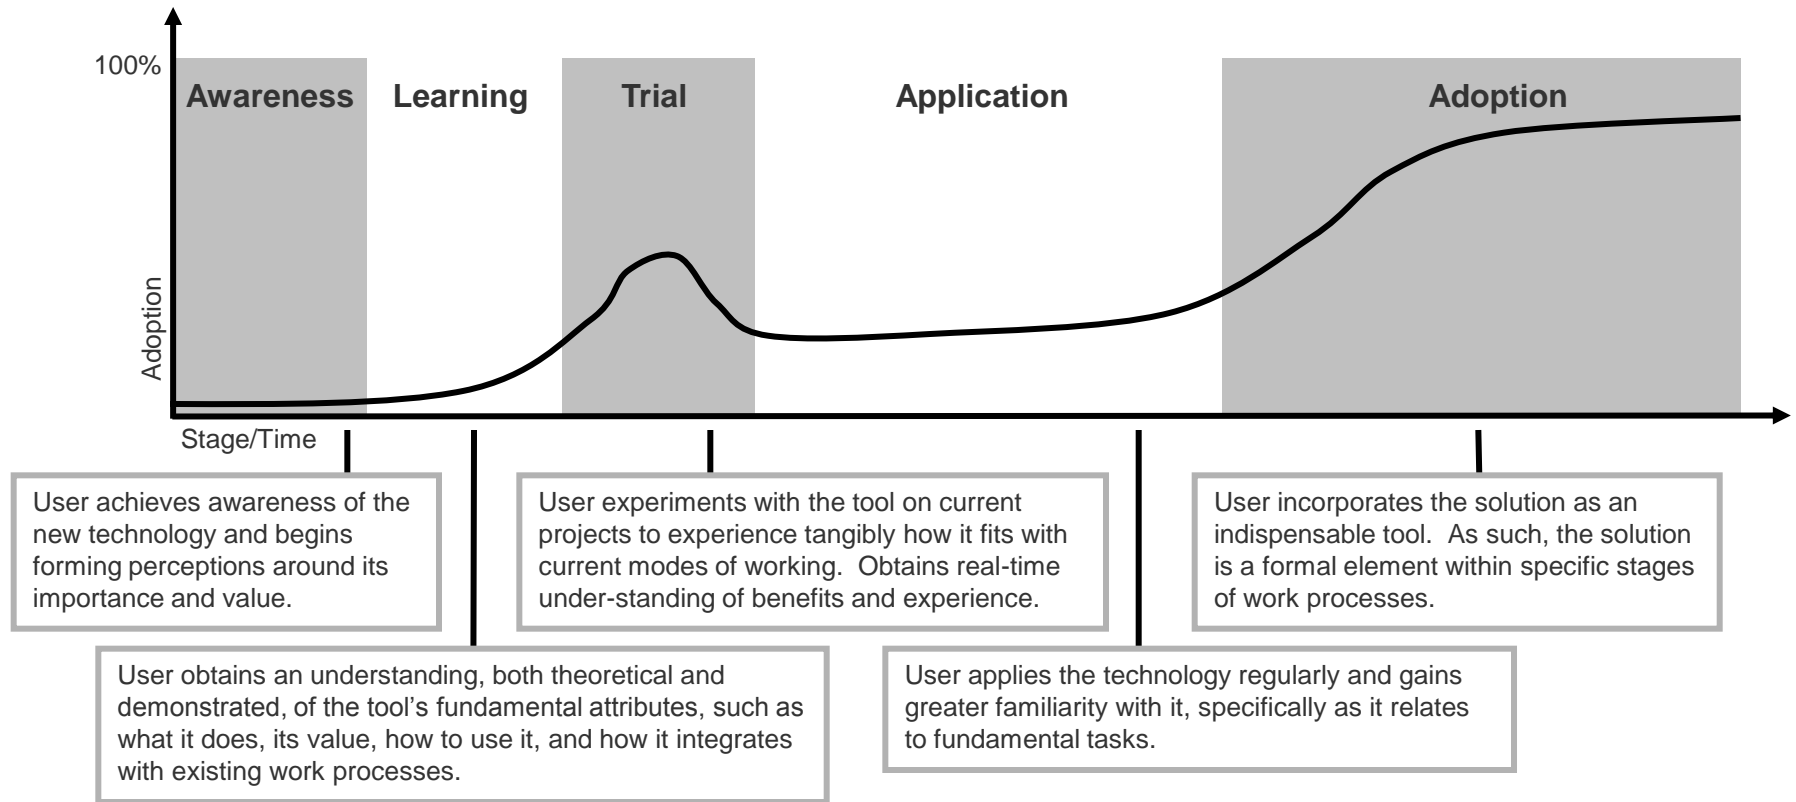 100%
Awareness
Learning
Trial
Application
Adoption
Adoption
Stage/Time
User achieves awareness of the
new technology and begins
forming perceptions around its
importance and value.
User experiments with the tool on current
projects to experience tangibly how it fits with
current modes of working.  Obtains real-time
under-standing of benefits and experience.
User incorporates the solution as an
indispensable tool.  As such, the solution
is a formal element within specific stages
of work processes.
User obtains an understanding, both theoretical and
demonstrated, of the tool’s fundamental attributes, such as
what it does, its value, how to use it, and how it integrates
with existing work processes.
User applies the technology regularly and gains
greater familiarity with it, specifically as it relates
to fundamental tasks.